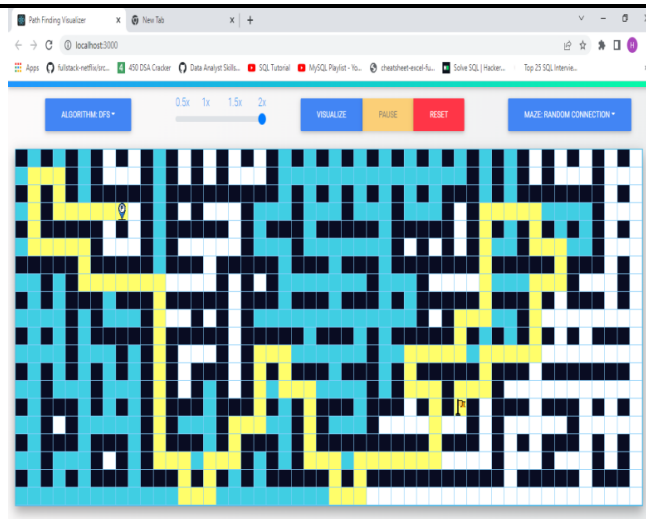 Path Finding Visualizer
New Tab
localhost:3000
Apps fullstack-netflix/src... 450 DSA Cracker Data Analyst Skills... SQL Tutorial MySQL Playlist - Yo... cheatsheet-excel-fu... Solve SQL | Hacker... Top 25 SQL Intervie...
0.5x 1x 1.5x 2x
ALGORITHM: DFS VISUALIZE PAUSE RESET MAZE: RANDOM CONNECTION